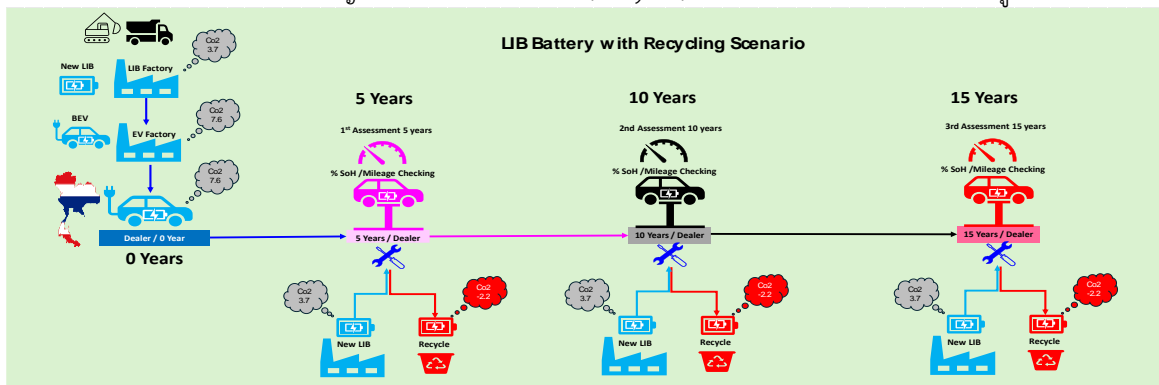 LIB Battery with Recycling Scenario
Co2
3.7
New LIB
LIB Factory
Co2
7.6
BEV
EV Factory
Co2
7.6
Dealer / 0 Year
0 Years
5 Years
1st Assessment 5 years
% SoH /Mileage Checking
5 Years / Dealer
Co2
3.7
Co2
-2.2
New LIB
Recycle
10 Years
2nd Assessment 10 years
% SoH /Mileage Checking
10 Years / Dealer
Co2
3.7
Co2
-2.2
New LIB
Recycle
15 Years
3rd Assessment 15 years
% SoH /Mileage Checking
15 Years / Dealer
Co2
3.7
Co2
-2.2
New LIB
Recycle